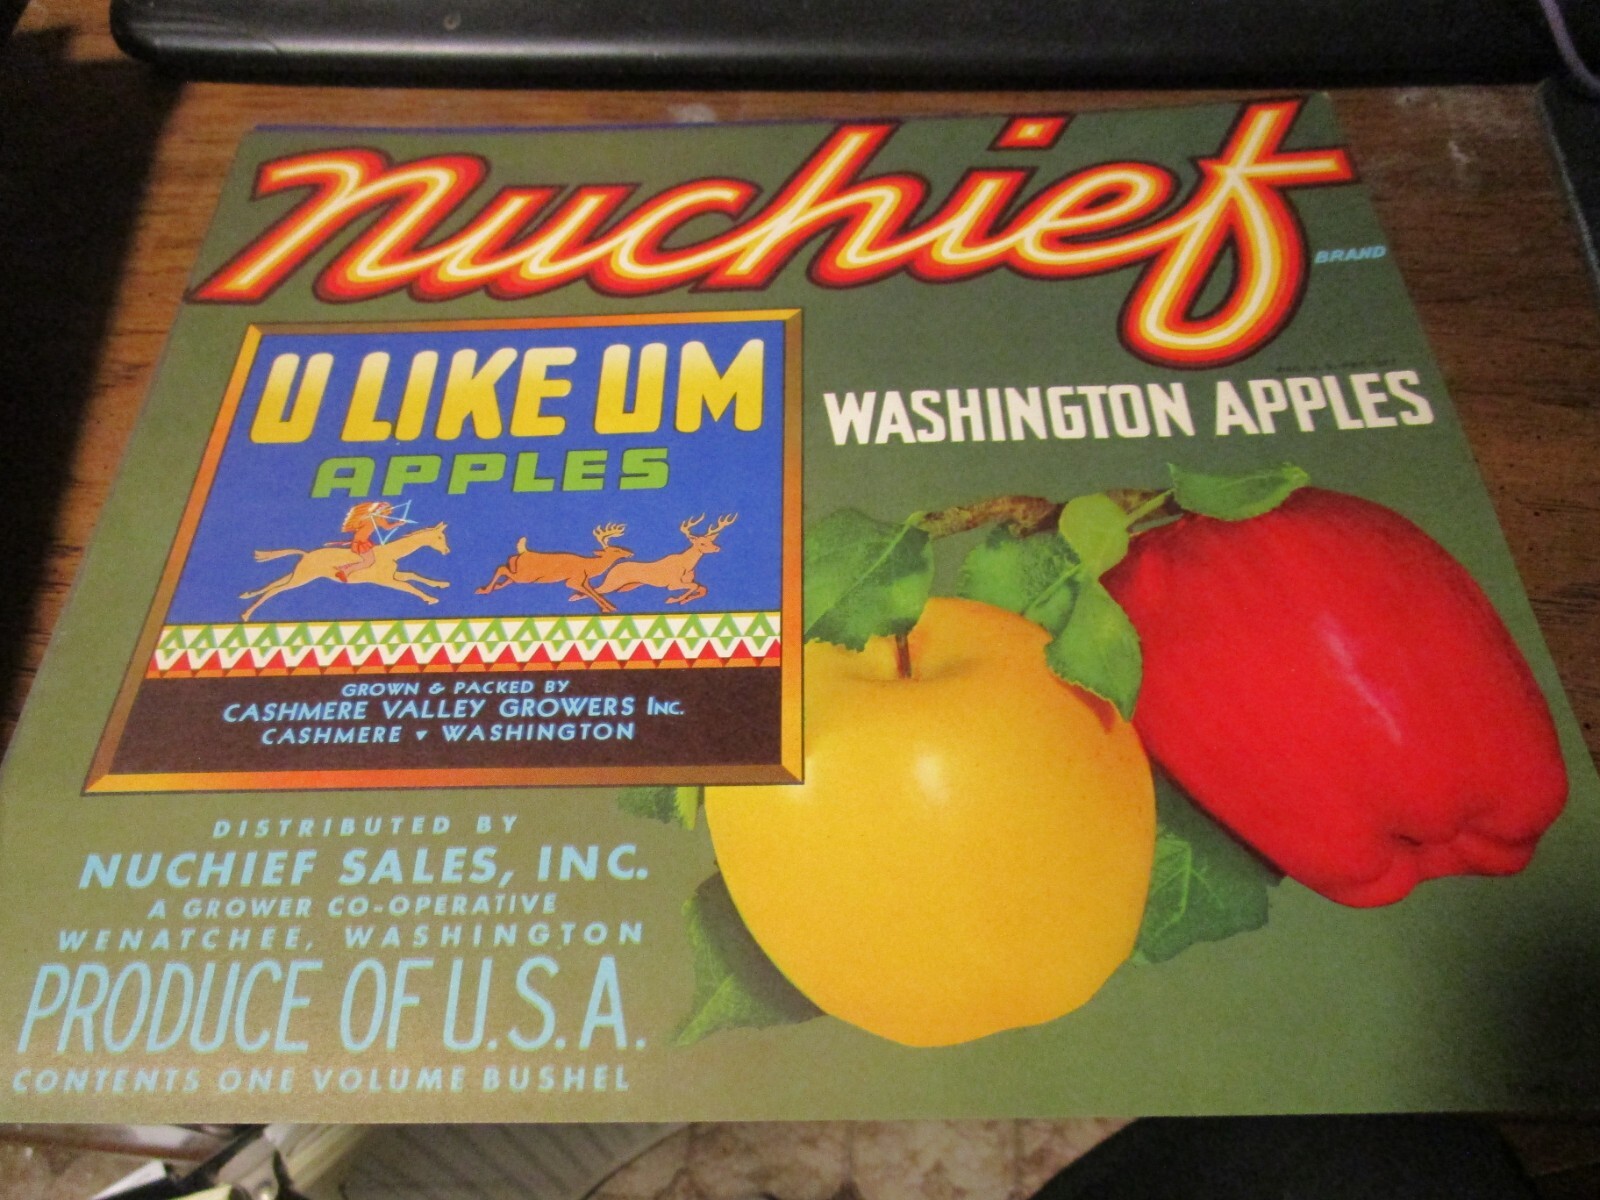 Nuchief
BRAND
U LIKE UM
APPLES
WASHINGTON APPLES
GROWN & PACKED BY
CASHMERE VALLEY GROWERS INC.
CASHMERE ▾ WASHINGTON
DISTRIBUTED BY
NUCHIEF SALES, INC.
A GROWER CO-OPERATIVE
WENATCHEE, WASHINGTON
PRODUCE OF U.S.A.
CONTENTS ONE VOLUME BUSHEL